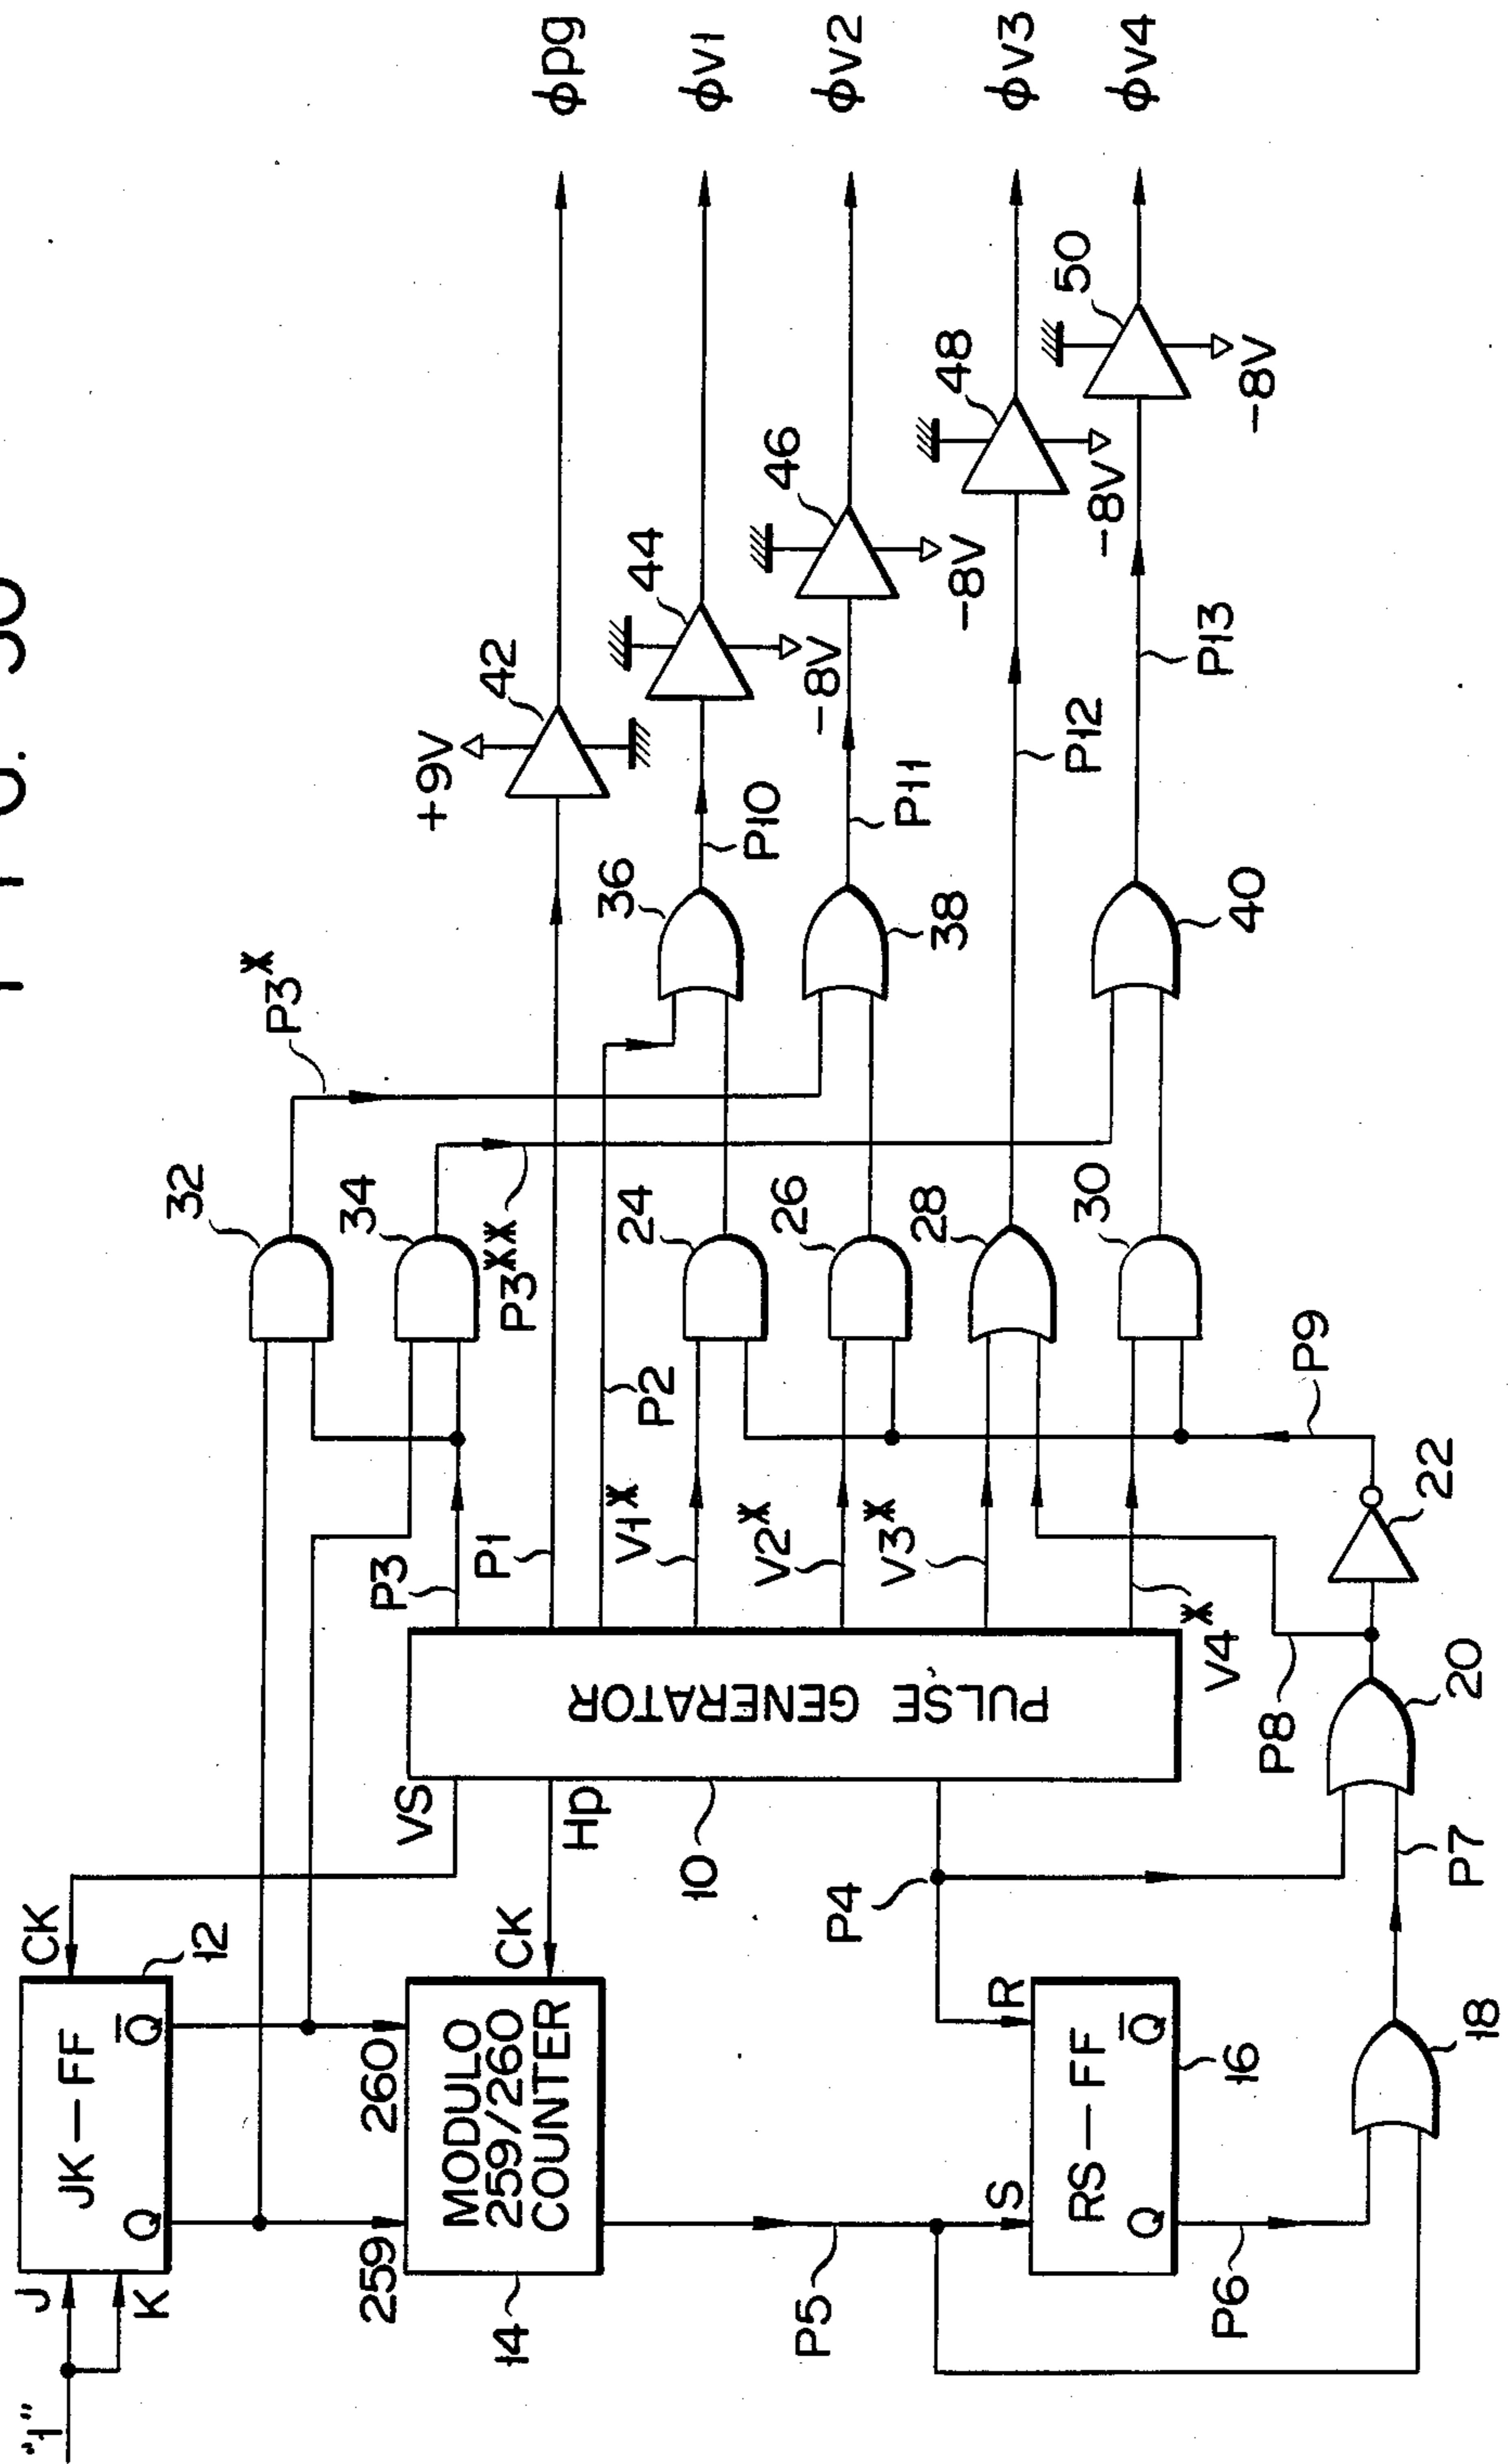 FIG. 30
"1"
J
K
JK-FF
Q
Q̅
CK
12
259
260
MODULO
259/260
COUNTER
14
CK
VS
Hp
10
PULSE GENERATOR
P4
P5
S
R
RS-FF
Q
Q̅
16
P6
18
P7
20
P8
22
P9
P3
P1
P2
V1*
V2*
V3*
V4*
32
34
P3*
P3**
24
26
28
30
36
38
40
P10
P11
P12
P13
+9V
42
44
-8V
46
-8V
48
-8V
50
-8V
ϕpg
ϕV1
ϕV2
ϕV3
ϕV4